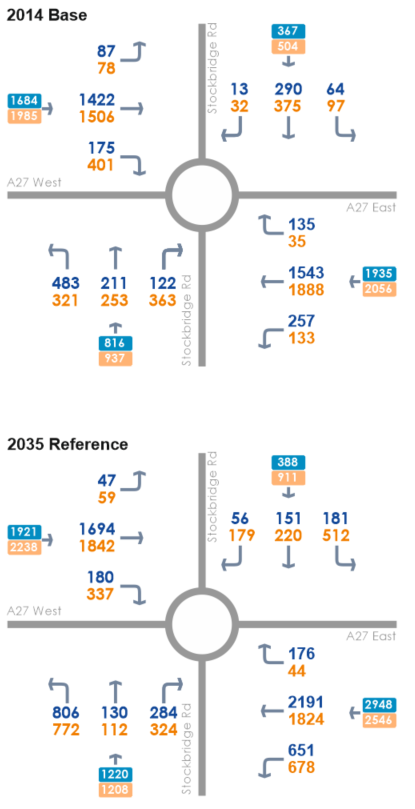 2014 Base
87
78
1684
1985
1422
1506
175
401
A27 West
Stockbridge Rd
367
504
13 290 64
32 375 97
A27 East
135
35
1543
1888
1935
2056
257
133
483 211 122
321 253 363
816
937
Stockbridge Rd
2035 Reference
47
59
1921
2238
1694
1842
180
337
A27 West
Stockbridge Rd
388
911
56 151 181
179 220 512
A27 East
176
44
2191
1824
2948
2546
651
678
806 130 284
772 112 324
1220
1208
Stockbridge Rd